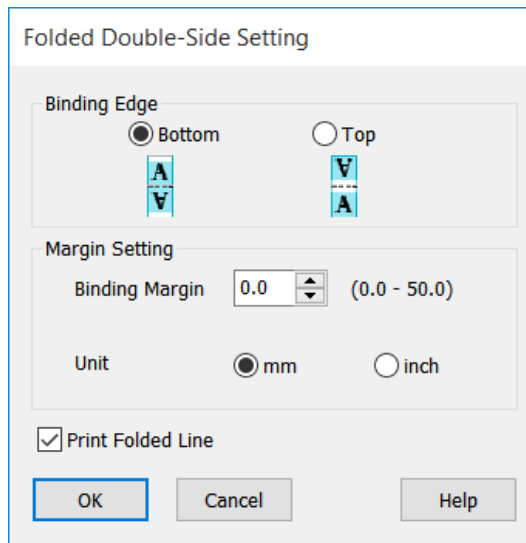 Folded Double-Side Setting
Binding Edge
Bottom Top
A A
A A
Margin Setting
Binding Margin 0.0 (0.0 - 50.0)
Unit mm inch
Print Folded Line
OK Cancel Help